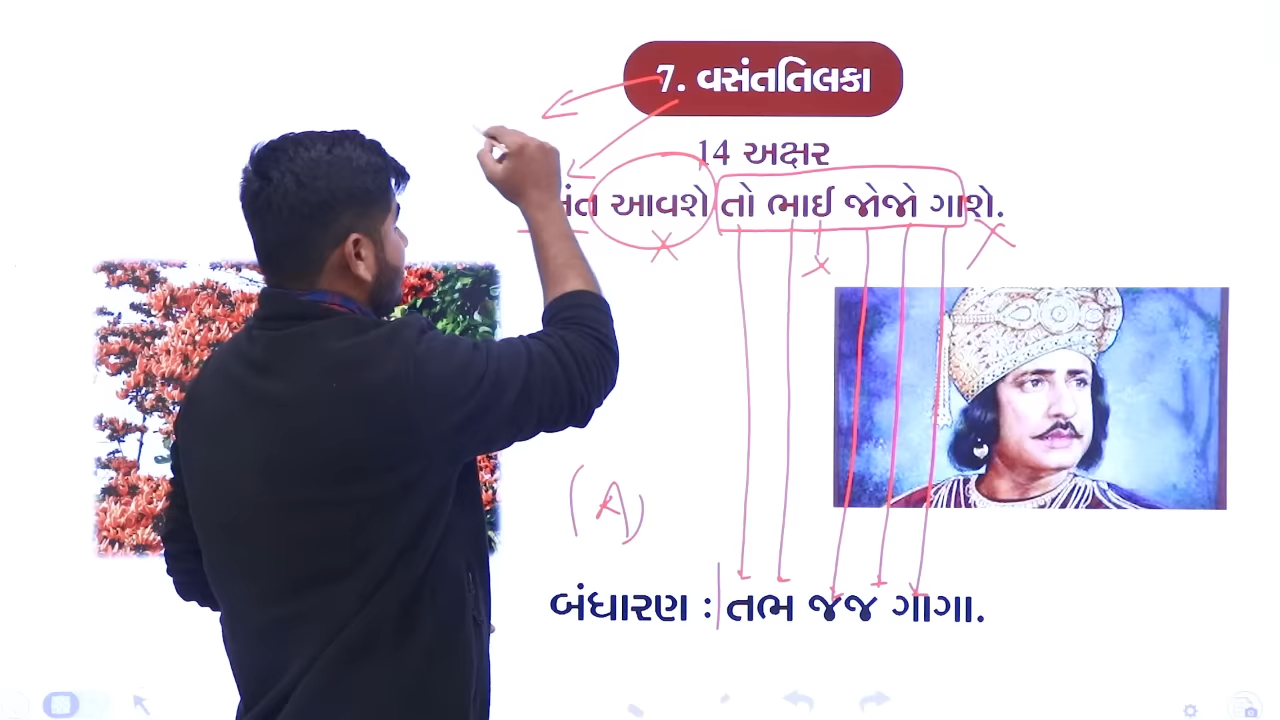 7. વસંતતિલકા
14 અક્ષર
આવશે તો ભાઈ જોજો ગાશે.
(A)
બંધારણ : તભ જજ ગાગા.